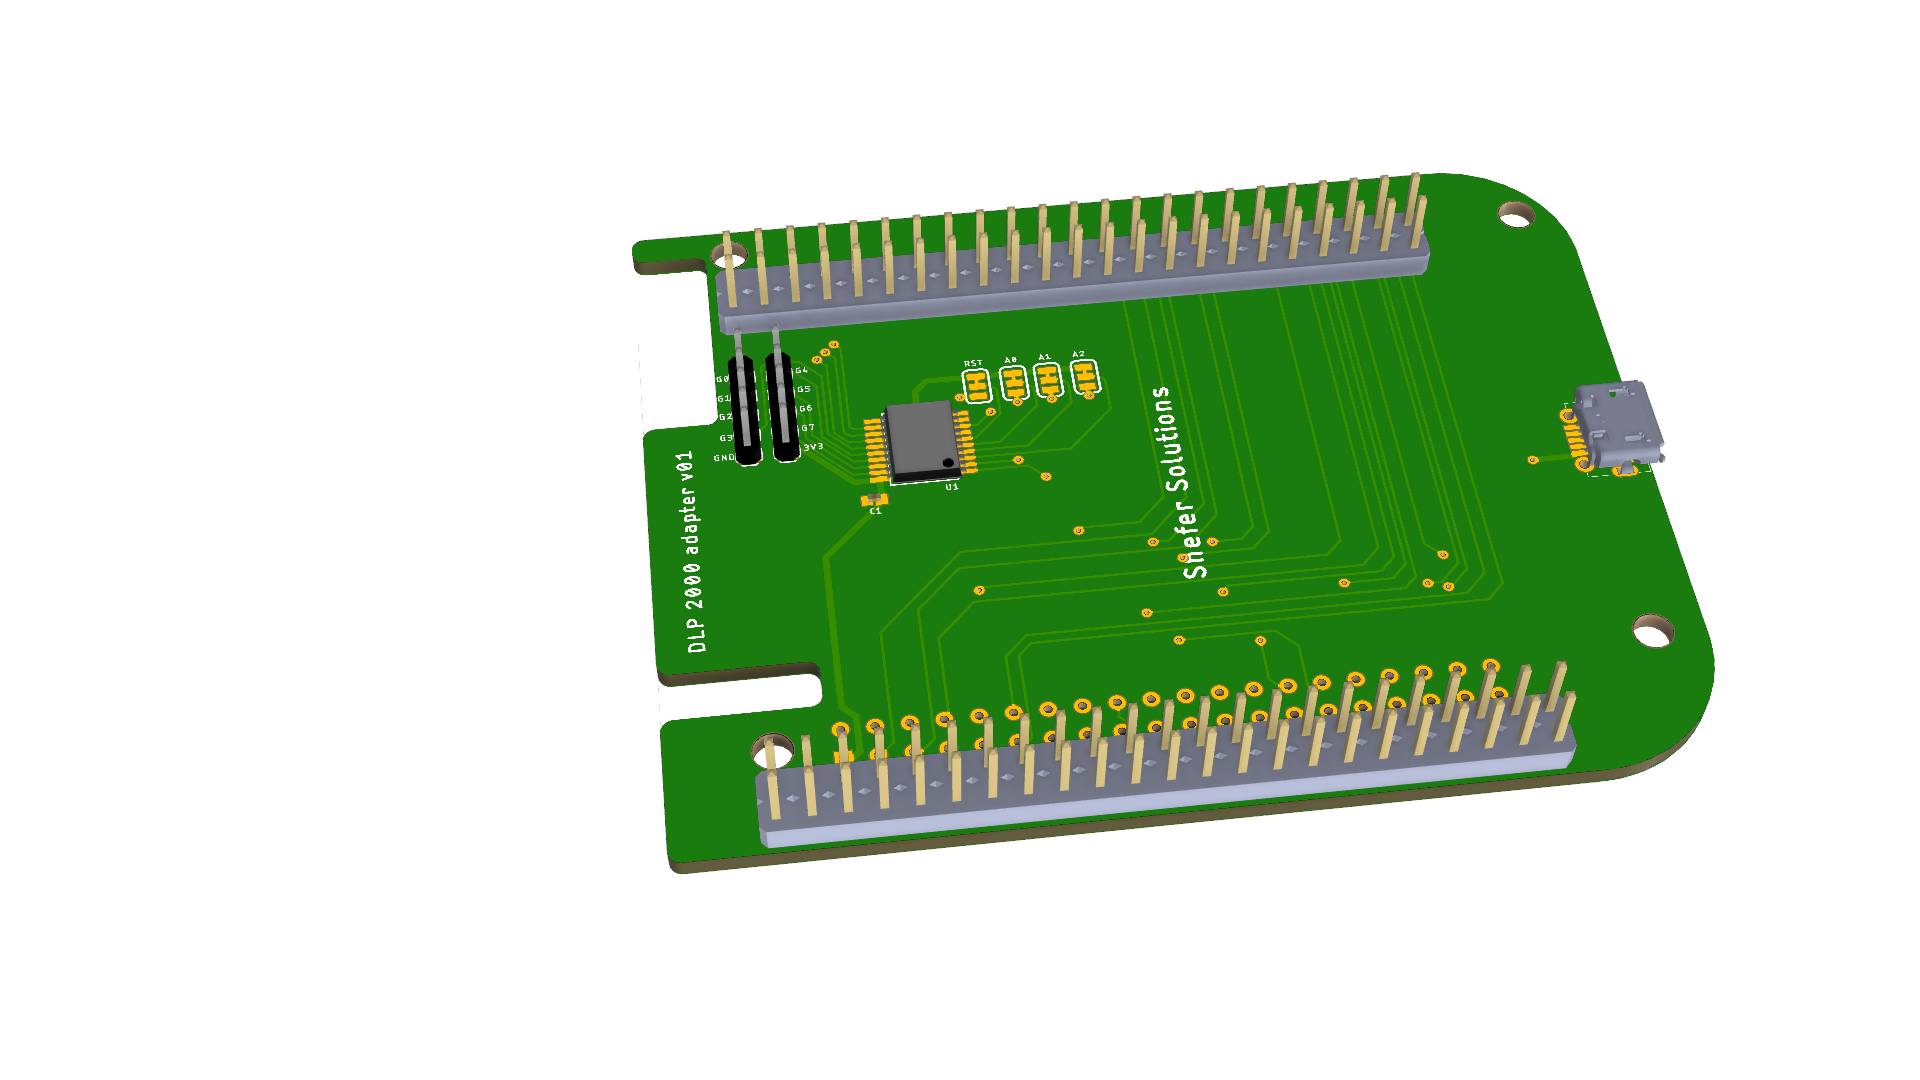 RST
A0
A1
A2
G0
G1
G2
G3
GND
G4
G5
G6
G7
3V3
U1
C1
DLP 2000 adapter v01
Shefer Solutions